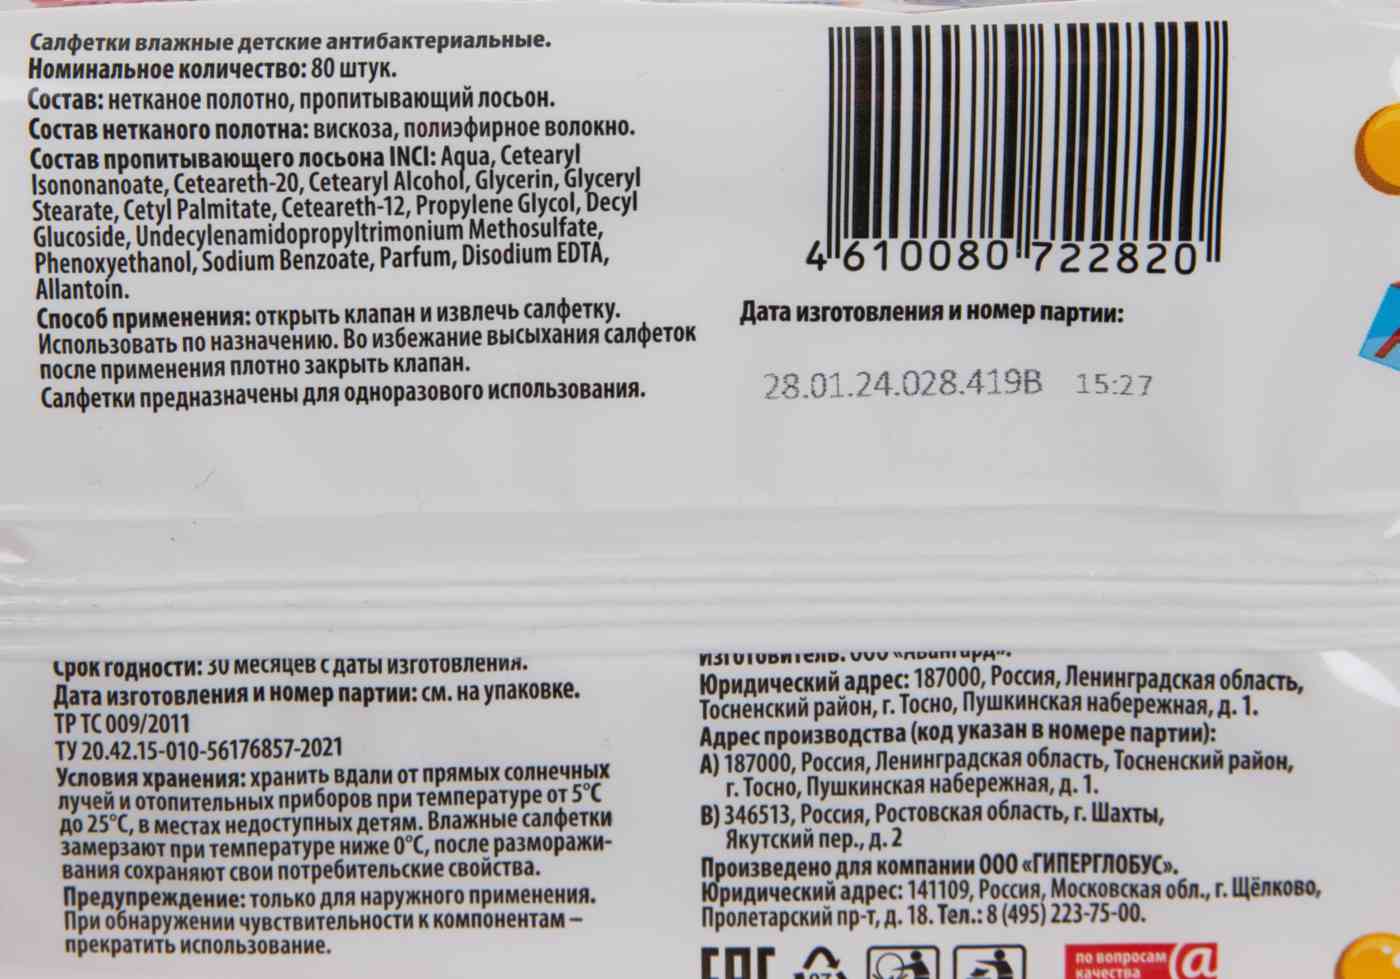 Салфетки влажные детские антибактериальные.
Номинальное количество: 80 штук.
Состав: нетканое полотно, пропитывающий лосьон.
Состав нетканого полотна: вискоза, полиэфирное волокно.
Состав пропитывающего лосьона INCI: Aqua, Cetearyl
Isononanoate, Ceteareth-20, Cetearyl Alcohol, Glycerin, Glyceryl
Stearate, Cetyl Palmitate, Ceteareth-12, Propylene Glycol, Decyl
Glucoside, Undecylenamidopropyltrimonium Methosulfate,
Phenoxyethanol, Sodium Benzoate, Parfum, Disodium EDTA,
Allantoin.
Способ применения: открыть клапан и извлечь салфетку.
Использовать по назначению. Во избежание высыхания салфеток
после применения плотно закрыть клапан.
Салфетки предназначены для одноразового использования.
4 610080 722820
Дата изготовления и номер партии:
28.01.24.028.419B 15:27
Срок годности: 30 месяцев с даты изготовления.
Дата изготовления и номер партии: см. на упаковке.
ТР ТС 009/2011
ТУ 20.42.15-010-56176857-2021
Условия хранения: хранить вдали от прямых солнечных
лучей и отопительных приборов при температуре от 5°С
до 25°С, в местах недоступных детям. Влажные салфетки
замерзают при температуре ниже 0°С, после разморажи-
вания сохраняют свои потребительские свойства.
Предупреждение: только для наружного применения.
При обнаружении чувствительности к компонентам –
прекратить использование.
Изготовитель: ООО «Авангард».
Юридический адрес: 187000, Россия, Ленинградская область,
Тосненский район, г. Тосно, Пушкинская набережная, д. 1.
Адрес производства (код указан в номере партии):
А) 187000, Россия, Ленинградская область, Тосненский район,
г. Тосно, Пушкинская набережная, д. 1.
В) 346513, Россия, Ростовская область, г. Шахты,
Якутский пер., д. 2
Произведено для компании ООО «ГИПЕРГЛОБУС».
Юридический адрес: 141109, Россия, Московская обл., г. Щёлково,
Пролетарский пр-т, д. 18. Тел.: 8 (495) 223-75-00.
EAC
по вопросам @
качества